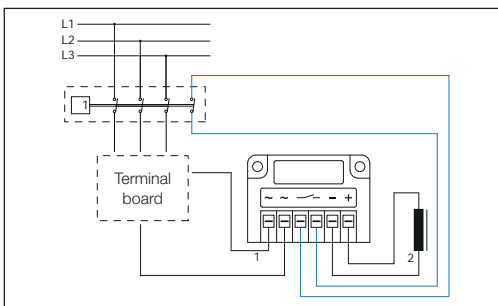 L1
L2
L3
1
Terminal
board
~ ~ – +
1
2